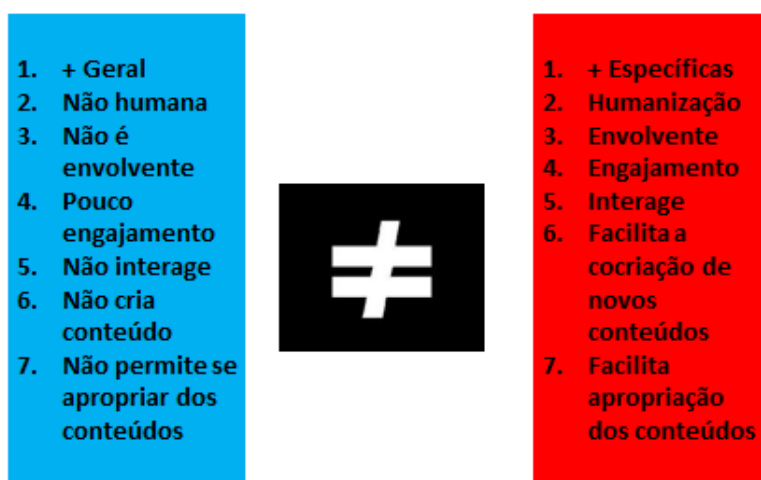 1. + Geral
2. Não humana
3. Não é
envolvente
4. Pouco
engajamento
5. Não interage
6. Não cria
conteúdo
7. Não permite se
apropriar dos
conteúdos
≠
1. + Específicas
2. Humanização
3. Envolvente
4. Engajamento
5. Interage
6. Facilita a
cocriação de
novos
conteúdos
7. Facilita
apropriação
dos conteúdos